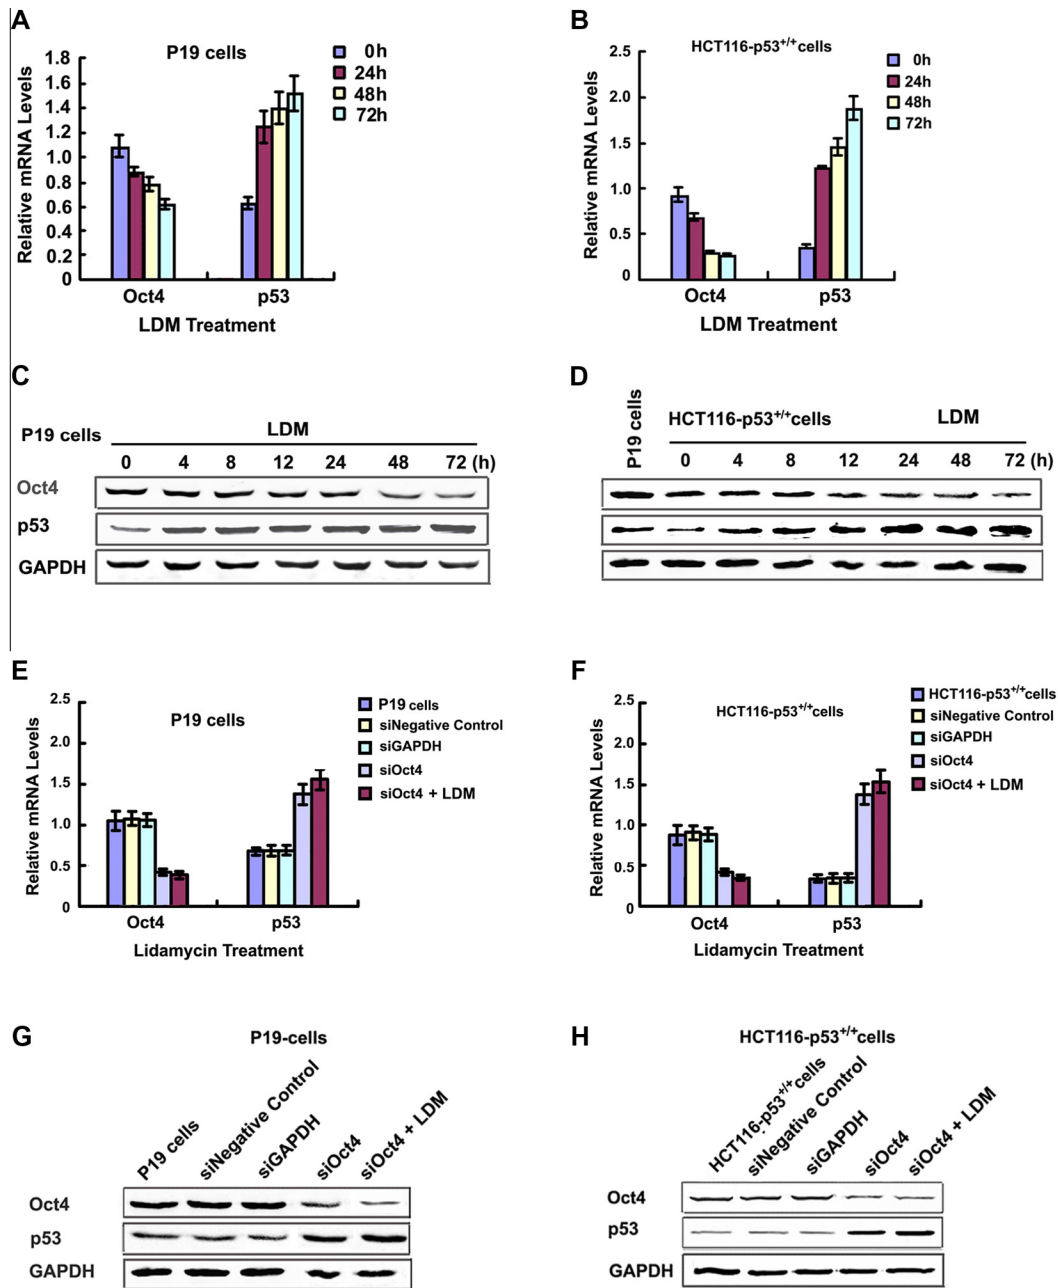 A
P19 cells
Relative mRNA Levels
1.8
1.6
1.4
1.2
1.0
0.8
0.6
0.4
0.2
0
0h
24h
48h
72h
Oct4
p53
LDM Treatment
B
HCT116-p53+/+cells
Relative mRNA Levels
2.5
2.0
1.5
1.0
0.5
0
0h
24h
48h
72h
Oct4
p53
LDM Treatment
C
P19 cells
LDM
0 4 8 12 24 48 72 (h)
Oct4
p53
GAPDH
D
P19 cells
HCT116-p53+/+cells
LDM
0 4 8 12 24 48 72 (h)
E
P19 cells
Relative mRNA Levels
2.5
2.0
1.5
1.0
0.5
0
P19 cells
siNegative Control
siGAPDH
siOct4
siOct4 + LDM
Oct4
p53
Lidamycin Treatment
F
HCT116-p53+/+cells
Relative mRNA Levels
2.5
2.0
1.5
1.0
0.5
0
HCT116-p53+/+cells
siNegative Control
siGAPDH
siOct4
siOct4 + LDM
Oct4
p53
Lidamycin Treatment
G
P19-cells
P19 cells
siNegative Control
siGAPDH
siOct4
siOct4 + LDM
Oct4
p53
GAPDH
H
HCT116-p53+/+cells
HCT116-p53+/+cells
siNegative Control
siGAPDH
siOct4
siOct4 + LDM
Oct4
p53
GAPDH